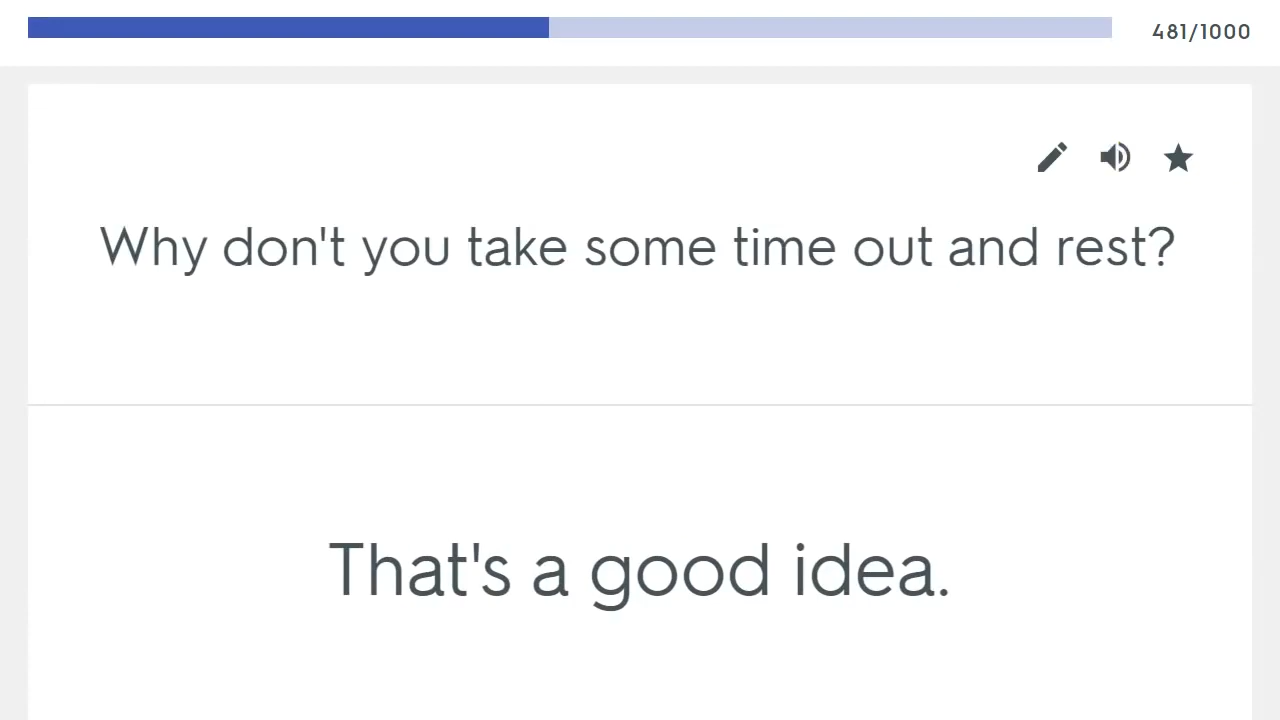 481/1000
Why don't you take some time out and rest?
That's a good idea.